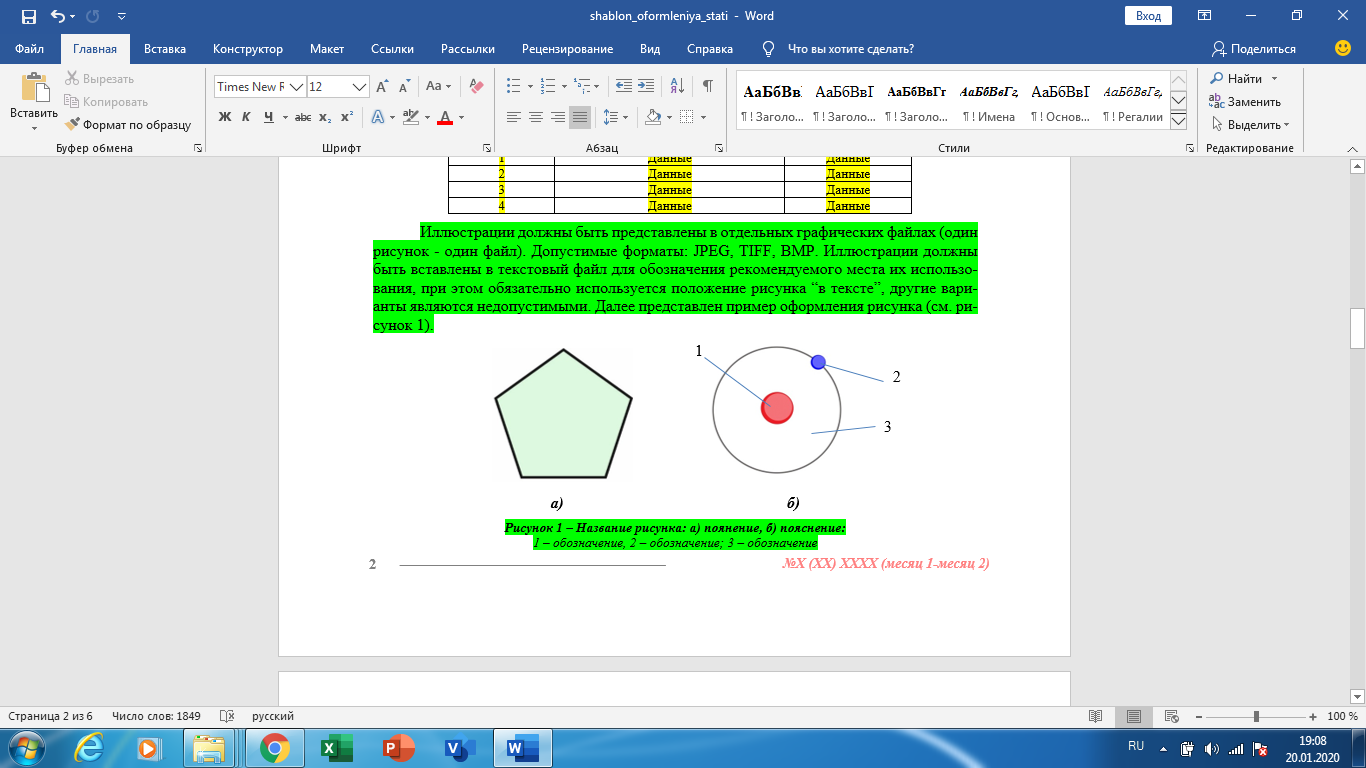 shablon_oformleniya_stati - Word
Вход
Файл Главная Вставка Конструктор Макет Ссылки Рассылки Рецензирование Вид Справка Что вы хотите сделать? Поделиться
Вставить
Вырезать
Копировать
Формат по образцу
Буфер обмена
Times New R 12
Ж К Ч abc x₂ x²
Шрифт
Абзац
АаБбВв АаБбВвГ АаБбВвГг АаБбВвГг, АаБбВвГ АаБбВвГг,
¶ ! Заголо... ¶ ! Заголо... ¶ ! Заголо... ¶ ! Имена ¶ ! Основ... ¶ ! Регалии
Стили
Найти
Заменить
Выделить
Редактирование
1 Данные Данные
2 Данные Данные
3 Данные Данные
4 Данные Данные
Иллюстрации должны быть представлены в отдельных графических файлах (один
рисунок - один файл). Допустимые форматы: JPEG, TIFF, BMP. Иллюстрации должны
быть вставлены в текстовый файл для обозначения рекомендуемого места их использо-
вания, при этом обязательно используется положение рисунка “в тексте”, другие вари-
анты являются недопустимыми. Далее представлен пример оформления рисунка (см. ри-
сунок 1).
1
2
3
а) б)
Рисунок 1 – Название рисунка: а) поянение, б) пояснение:
1 – обозначение, 2 – обозначение; 3 – обозначение
2 №X (XX) XXXX (месяц 1-месяц 2)
Страница 2 из 6 Число слов: 1849 русский 100 %
RU
19:08
20.01.2020